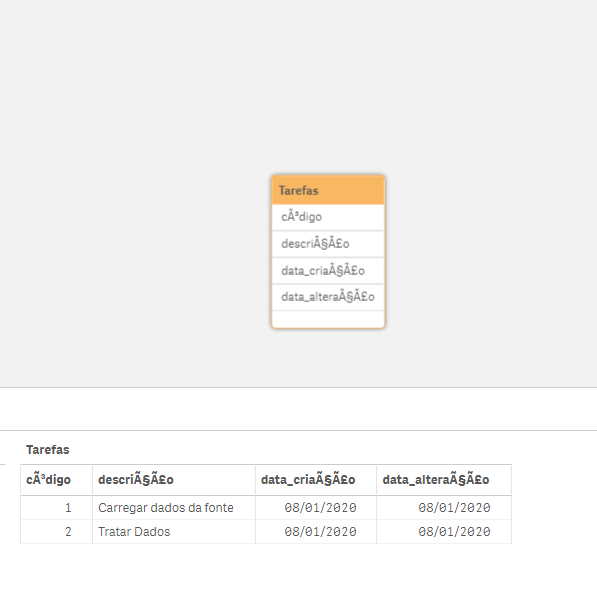 Tarefas
cÃ³digo
descriÃ§Ã£o
data_criaÃ§Ã£o
data_alteraÃ§Ã£o
Tarefas
cÃ³digo descriÃ§Ã£o data_criaÃ§Ã£o data_alteraÃ§Ã£o
1 Carregar dados da fonte 08/01/2020 08/01/2020
2 Tratar Dados 08/01/2020 08/01/2020